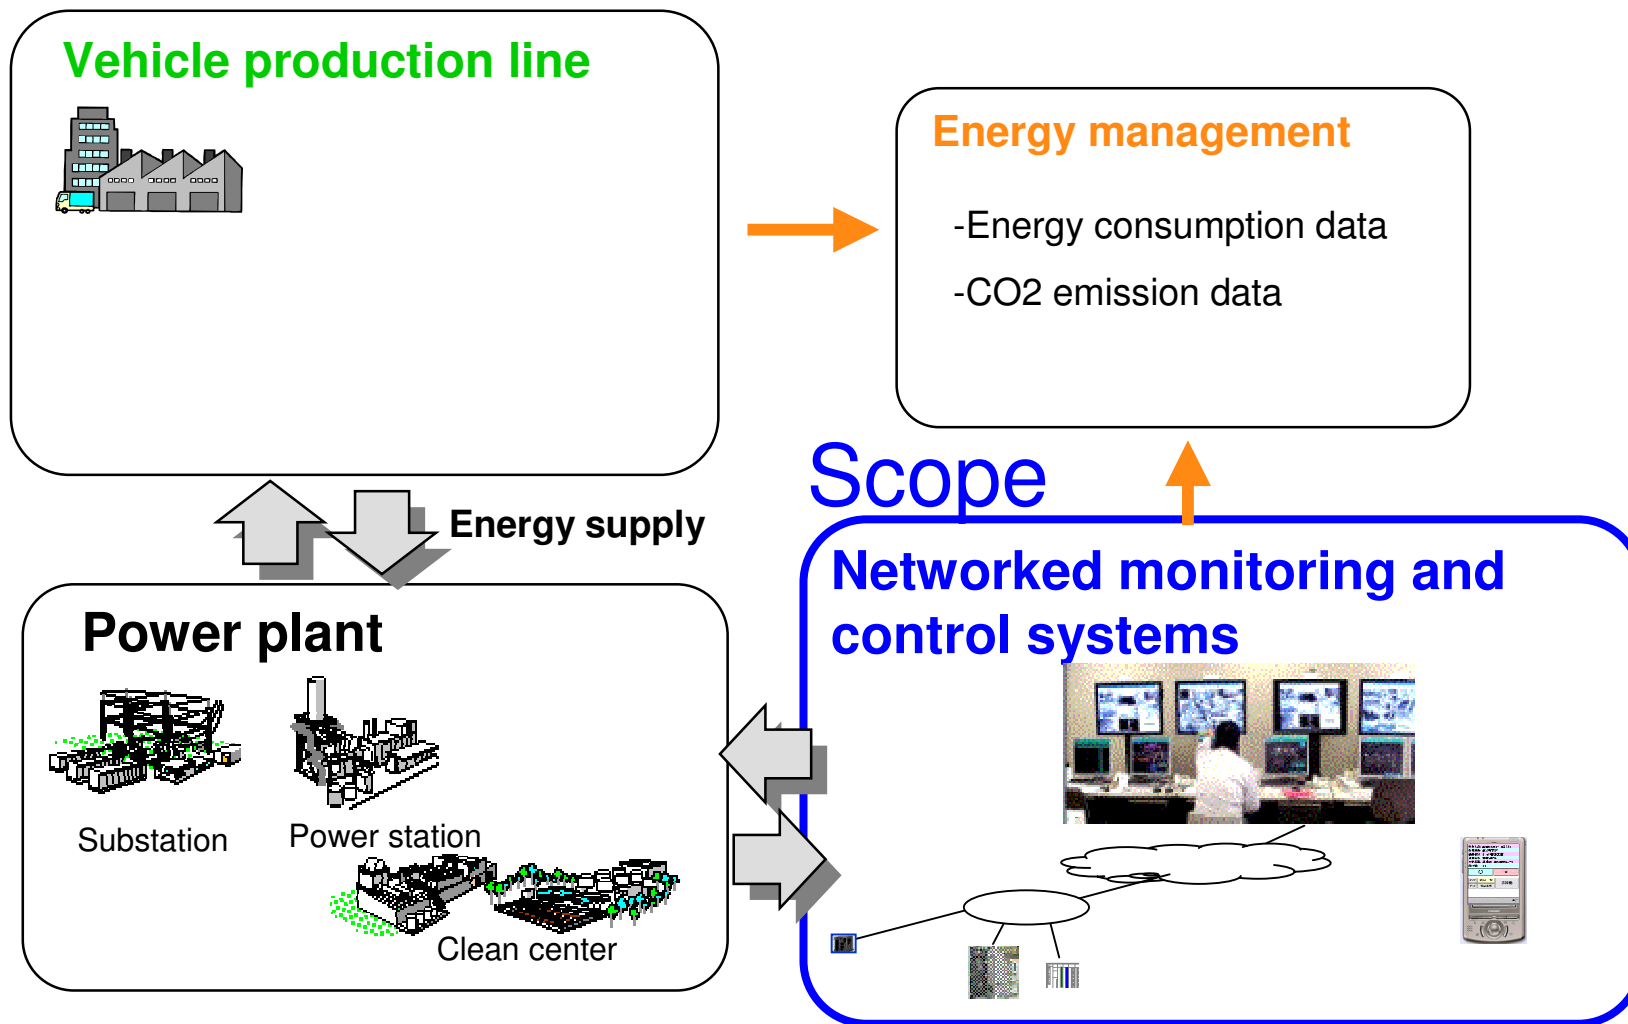 Vehicle production line
Energy management
-Energy consumption data
-CO2 emission data
Scope
Energy supply
Networked monitoring and
control systems
Power plant
Substation
Power station
Clean center